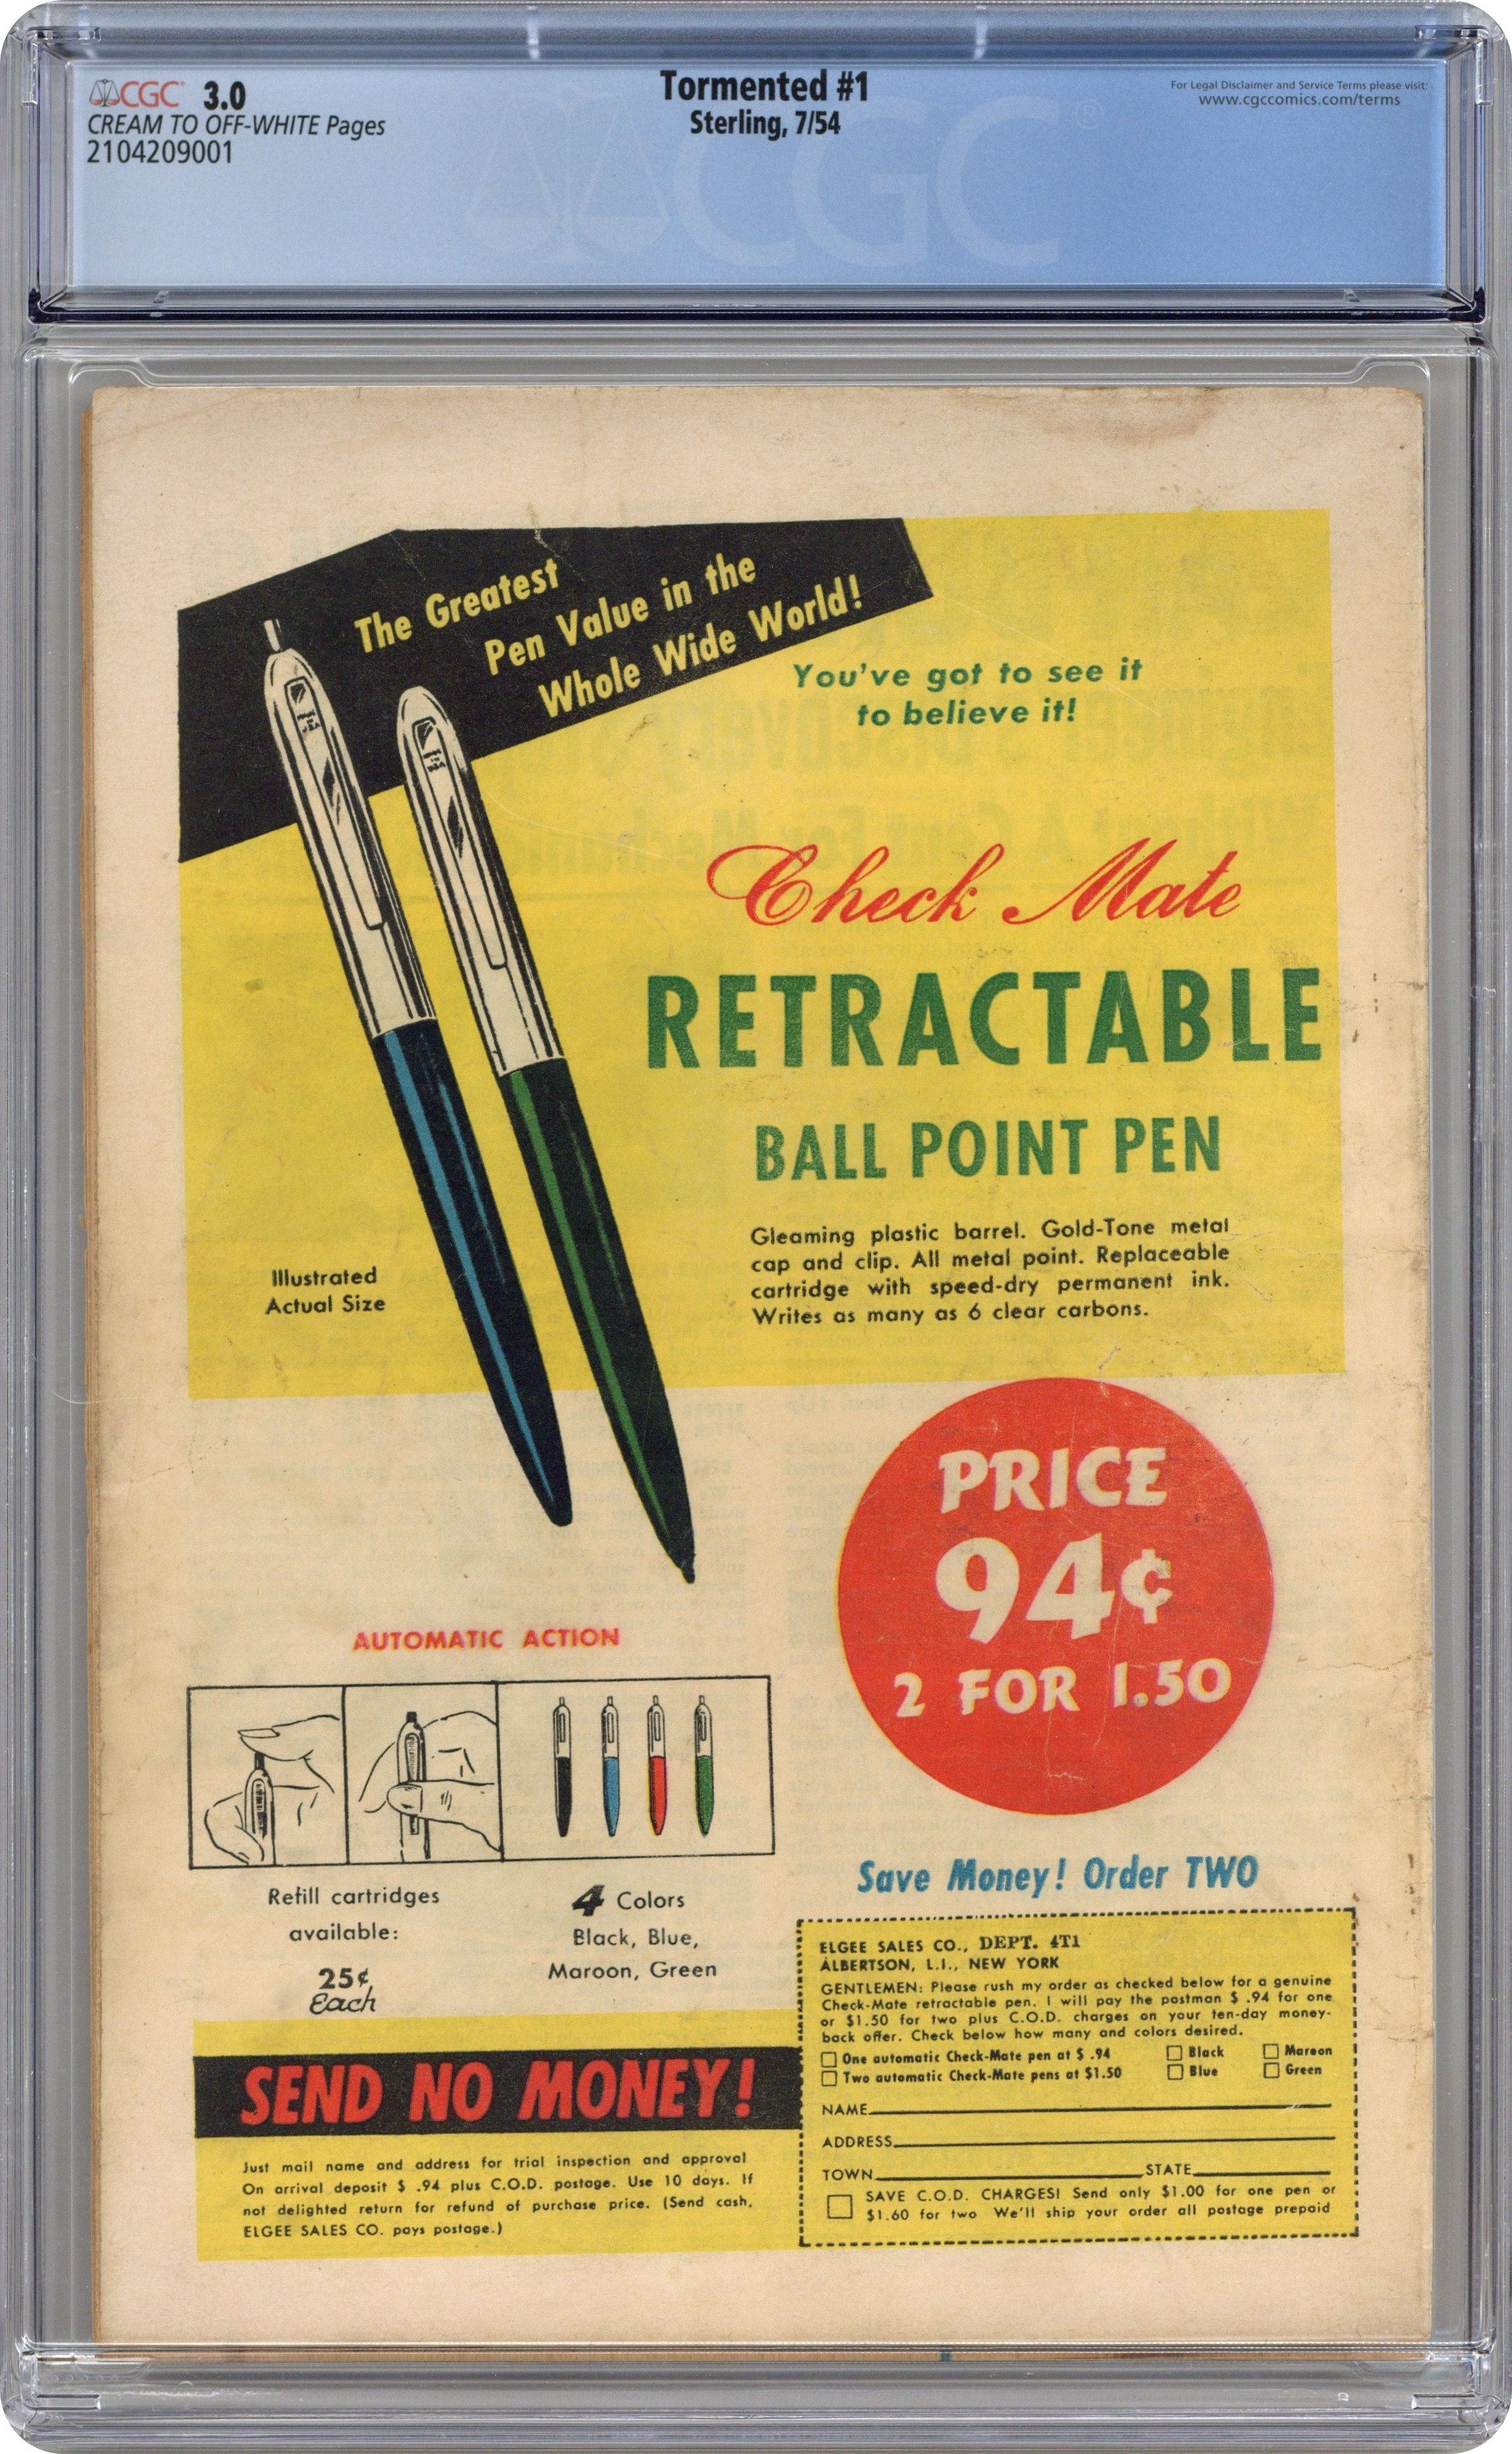 CGC 3.0
CREAM TO OFF-WHITE Pages
2104209001
Tormented #1
Sterling, 7/54
For Legal Disclaimer and Service Terms please visit:
www.cgccomics.com/terms
CGC®
The Greatest
Pen Value in the
Whole Wide World!
You've got to see it
to believe it!
Check Mate
RETRACTABLE
BALL POINT PEN
Gleaming plastic barrel. Gold-Tone metal
cap and clip. All metal point. Replaceable
cartridge with speed-dry permanent ink.
Writes as many as 6 clear carbons.
Illustrated
Actual Size
PRICE
94¢
2 FOR 1.50
AUTOMATIC ACTION
Refill cartridges
available:
25¢
Each
4 Colors
Black, Blue,
Maroon, Green
Save Money! Order TWO
SEND NO MONEY!
Just mail name and address for trial inspection and approval
On arrival deposit $ .94 plus C.O.D. postage. Use 10 days. If
not delighted return for refund of purchase price. (Send cash,
ELGEE SALES CO. pays postage.)
ELGEE SALES CO., DEPT. 4T1
ALBERTSON, L.I., NEW YORK
GENTLEMEN: Please rush my order as checked below for a genuine
Check-Mate retractable pen. I will pay the postman $ .94 for one
or $1.50 for two plus C.O.D. charges on your ten-day money-
back offer. Check below how many and colors desired.
One automatic Check-Mate pen at $ .94 Black Maroon
Two automatic Check-Mate pens at $1.50 Blue Green
NAME
ADDRESS
TOWN STATE
SAVE C.O.D. CHARGES! Send only $1.00 for one pen or
$1.60 for two We'll ship your order all postage prepaid